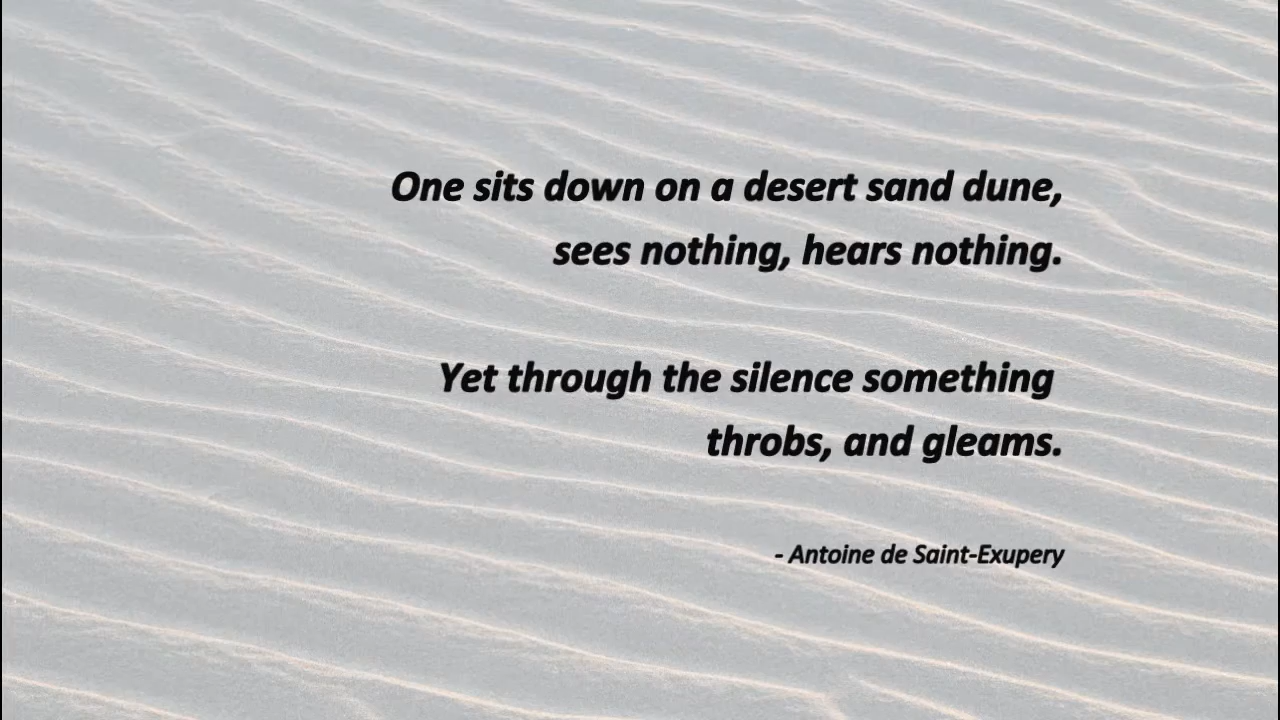 One sits down on a desert sand dune,
sees nothing, hears nothing.
Yet through the silence something
throbs, and gleams.
- Antoine de Saint-Exupery